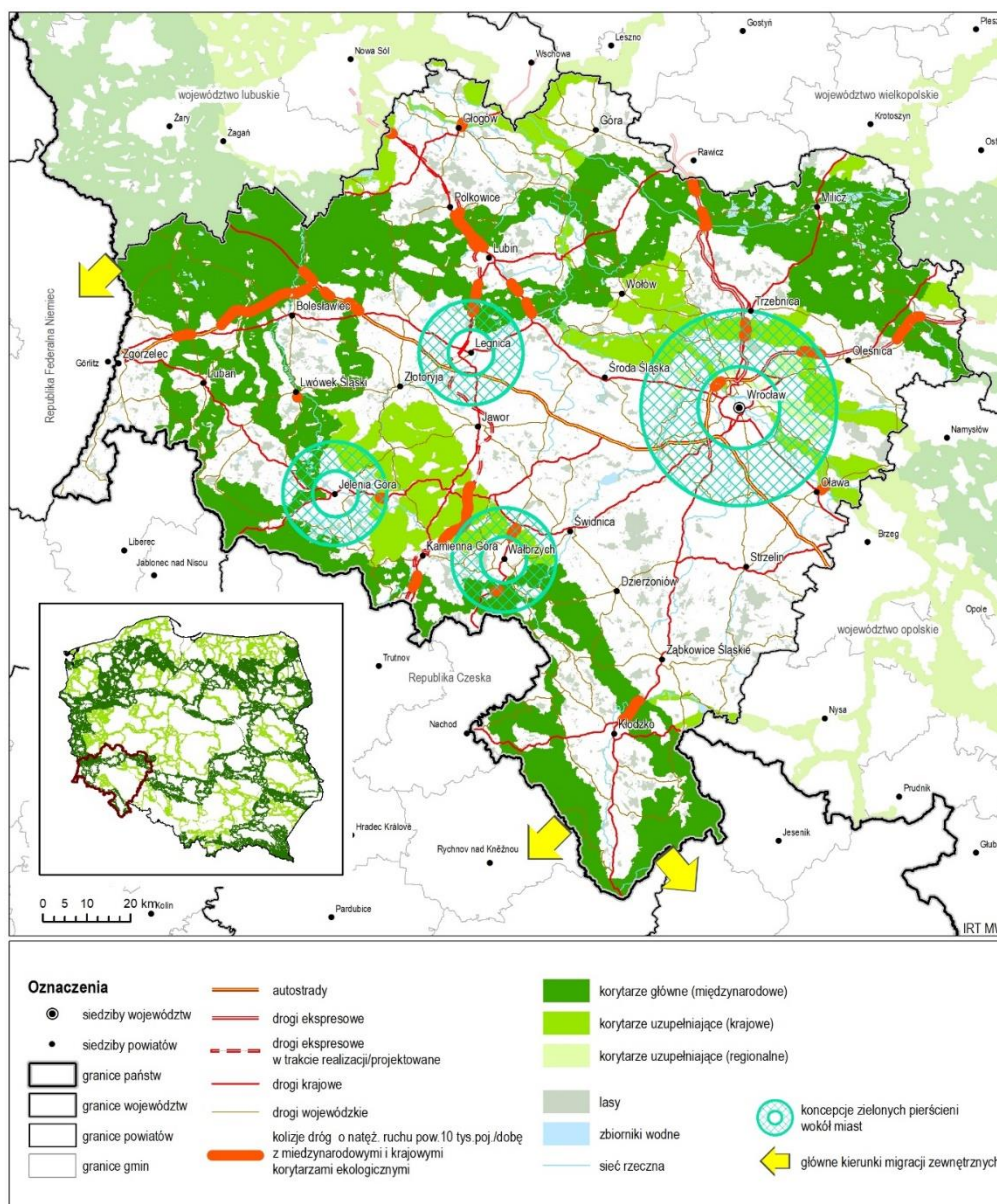 Gostyń
Ples
Leszno
Wschowa
Nowa Sól
województwo lubuskie
województwo wielkopolskie
Żary
Żagań
Krotoszyn
Głogów
Góra
Rawicz
Ost
Polkowice
Milicz
Lubin
Wołów
Republika Federalna Niemiec
Bolesławiec
Trzebnica
Legnica
Görlitz
Zgorzelec
Oleśnica
Lubań
Lwówek Śląski
Złotoryja
Środa Śląska
Wrocław
Jawor
Namysłów
Jelenia Góra
Oława
Świdnica
Brzeg
Liberec
Kamienna Góra
Wałbrzych
Strzelin
Jablonec nad Nisou
Dzierżoniów
Opole
województwo opolskie
Trutnov
Ząbkowice Śląskie
Republika Czeska
Nachod
Kłodzko
Nysa
Prudnik
Hradec Králové
Jesenik
Rychnov nad Kněžnou
Głub
0 5 10 20 km
Kolin
Pardubice
IRT MW
Oznaczenia
siedziby województw
siedziby powiatów
granice państw
granice województw
granice powiatów
granice gmin
autostrady
drogi ekspresowe
drogi ekspresowe
w trakcie realizacji/projektowane
drogi krajowe
drogi wojewódzkie
kolizje dróg o natęż. ruchu pow.10 tys.poj./dobę
z miedzynarodowymi i krajowymi
korytarzami ekologicznymi
korytarze główne (międzynarodowe)
korytarze uzupełniające (krajowe)
korytarze uzupełniające (regionalne)
lasy
zbiorniki wodne
sieć rzeczna
koncepcje zielonych pierścieni
wokół miast
główne kierunki migracji zewnętrznych